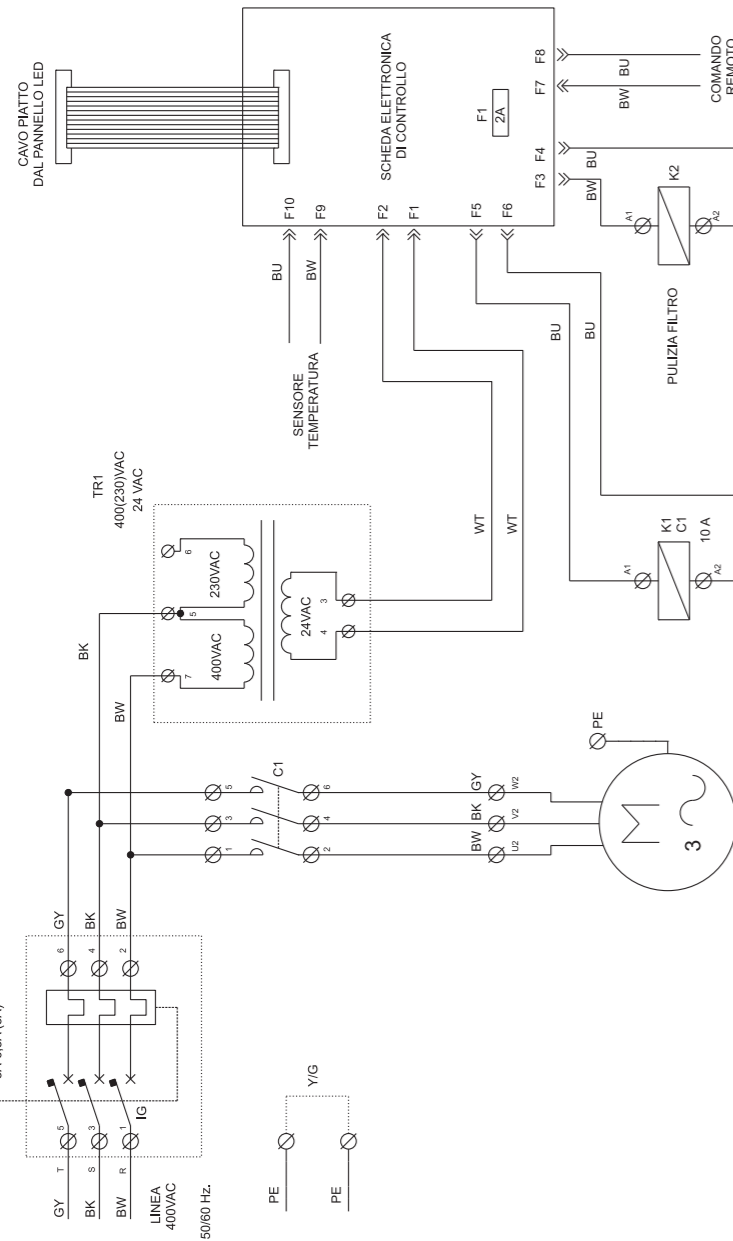 CAVO PIATTO
DAL PANNELLO LED
SCHEDA ELETTRONICA
DI CONTROLLO
F1
2A
F10
F9
F2
F1
F5
F6
F3
F4
F7
F8
BU
BW
SENSORE
TEMPERATURA
BW
BU
BW
BU
COMANDO
REMOTO
WT
WT
BU
BU
A1
K2
A2
PULIZIA FILTRO
A1
K1
C1
10 A
A2
TR1
400(230)VAC
24 VAC
6
230VAC
5
400VAC
7
24VAC
3
4
BK
BW
GY
BK
BW
6
4
2
5
3
1
T
S
R
IG
GY
BK
BW
LINEA
400VAC
50/60 Hz.
5
3
1
C1
6
4
2
GY
BK
BW
W2
V2
U2
PE
M
3
PE
PE
Y/G